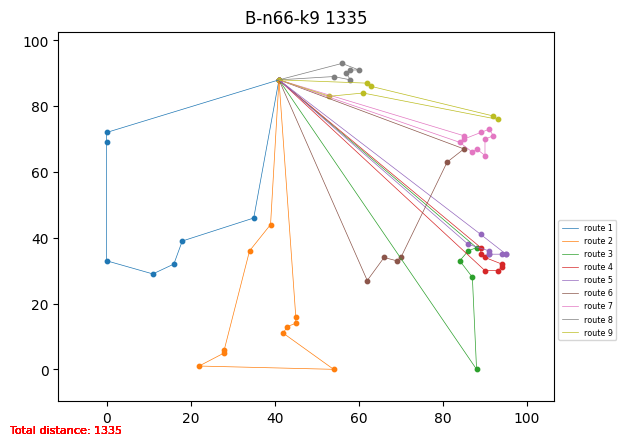 B-n66-k9 1335
100
80
60
40
20
0
0 20 40 60 80 100
route 1
route 2
route 3
route 4
route 5
route 6
route 7
route 8
route 9
Total distance: 1335